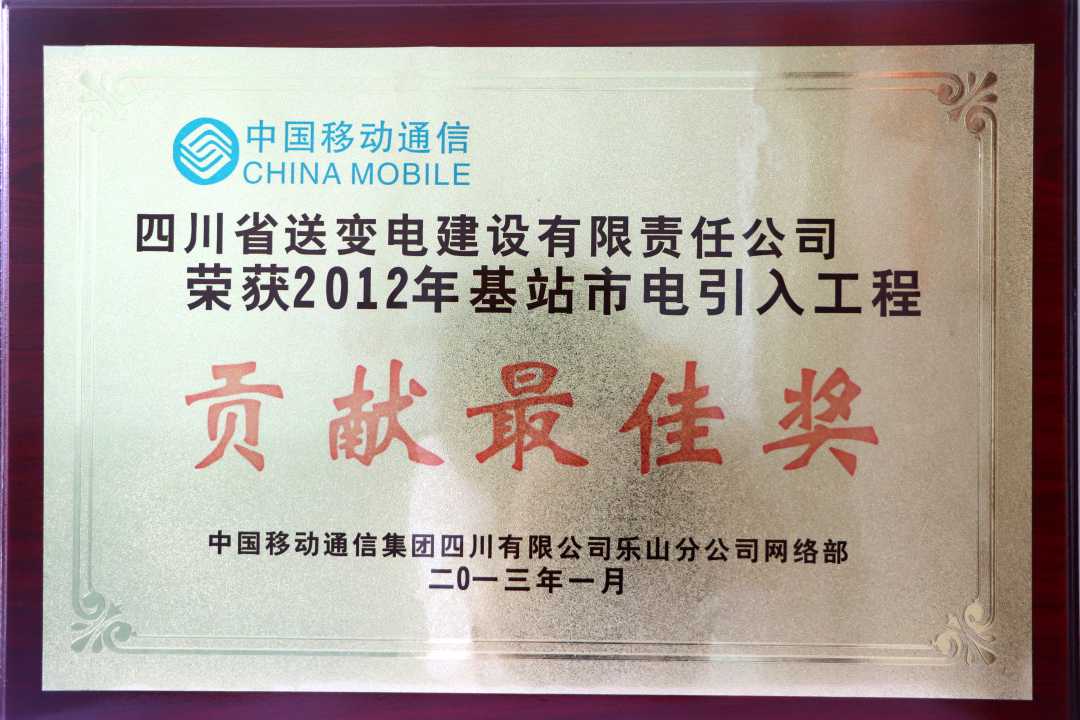 中国移动通信
CHINA MOBILE
四川省送变电建设有限责任公司
荣获2012年基站市电引入工程
贡献最佳奖
中国移动通信集团四川有限公司乐山分公司网络部
二0一三年一月